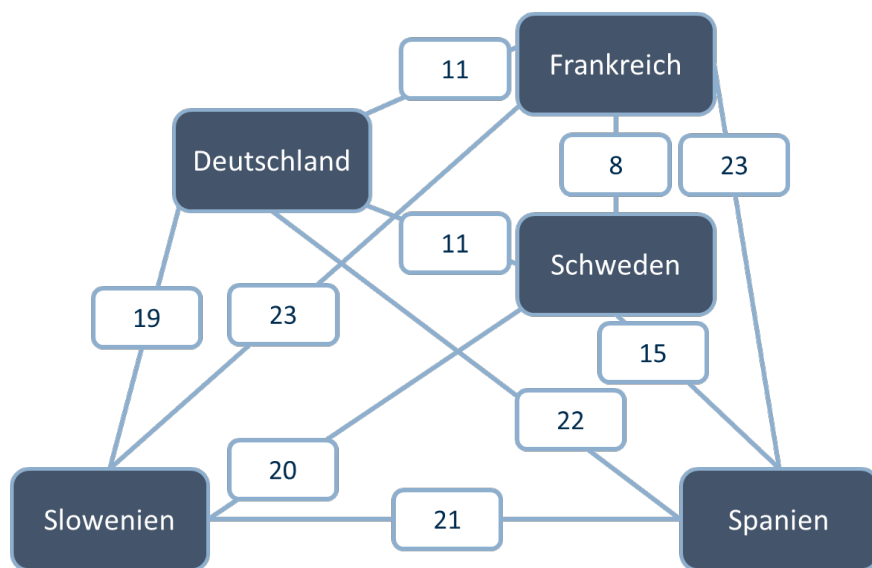 Frankreich
11
Deutschland
8
23
11
Schweden
19
23
15
22
20
Slowenien
21
Spanien